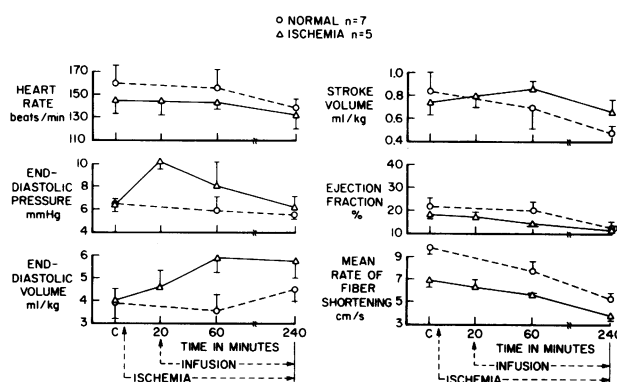 ○ NORMAL n=7
△ ISCHEMIA n=5
HEART
RATE
beats/min
170
150
130
110
END-
DIASTOLIC
PRESSURE
mmHg
10
8
6
4
END-
DIASTOLIC
VOLUME
ml/kg
6
5
4
3
C 20 60 240
TIME IN MINUTES
INFUSION
ISCHEMIA
STROKE
VOLUME
ml/kg
1.0
0.8
0.6
0.4
EJECTION
FRACTION
%
40
30
20
10
MEAN
RATE OF
FIBER
SHORTENING
cm/s
9
7
5
3
C 20 60 240
TIME IN MINUTES
INFUSION
ISCHEMIA